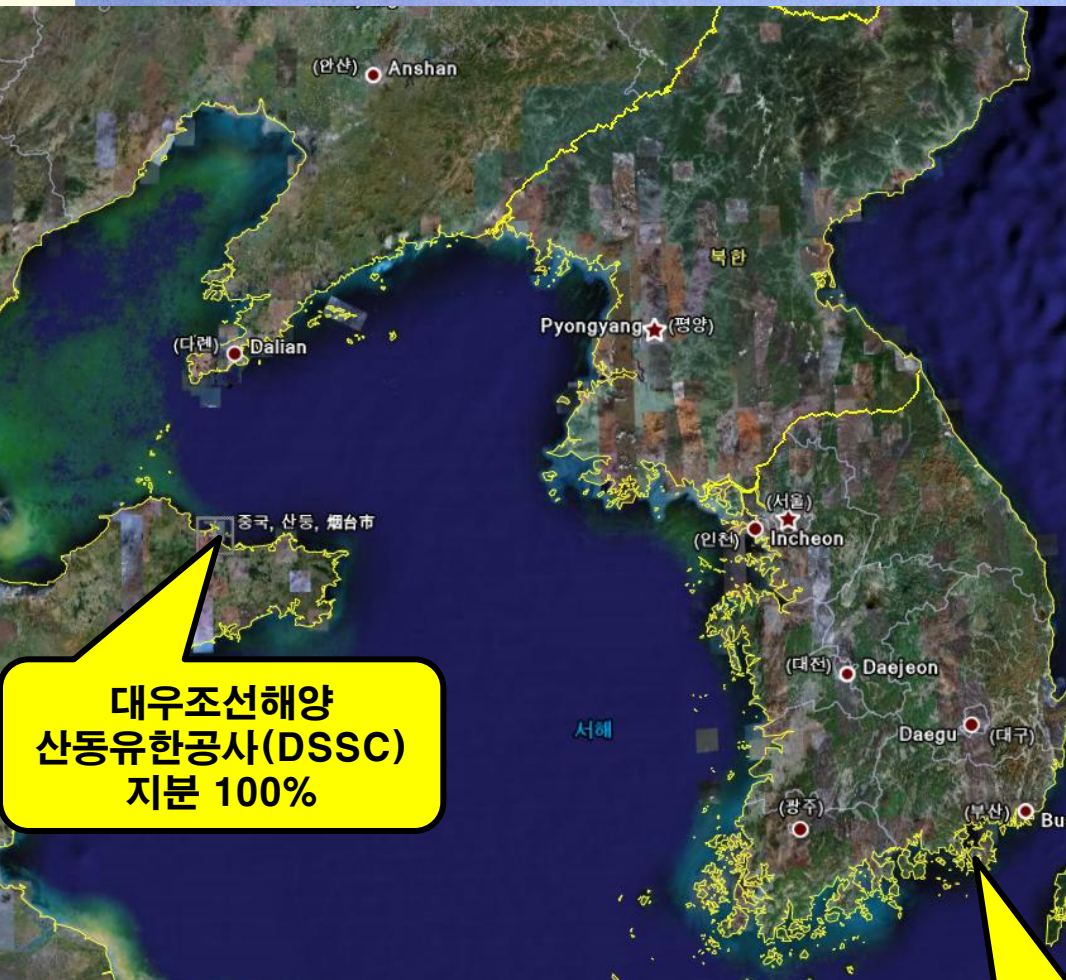 (안산) Anshan
북한
Pyongyang (평양)
(다롄) Dalian
중국, 산둥, 烟台市
(서울)
(인천) Incheon
(대전) Daejeon
서해
Daegu (대구)
(광주)
(부산) Bu
대우조선해양
산동유한공사(DSSC)
지분 100%